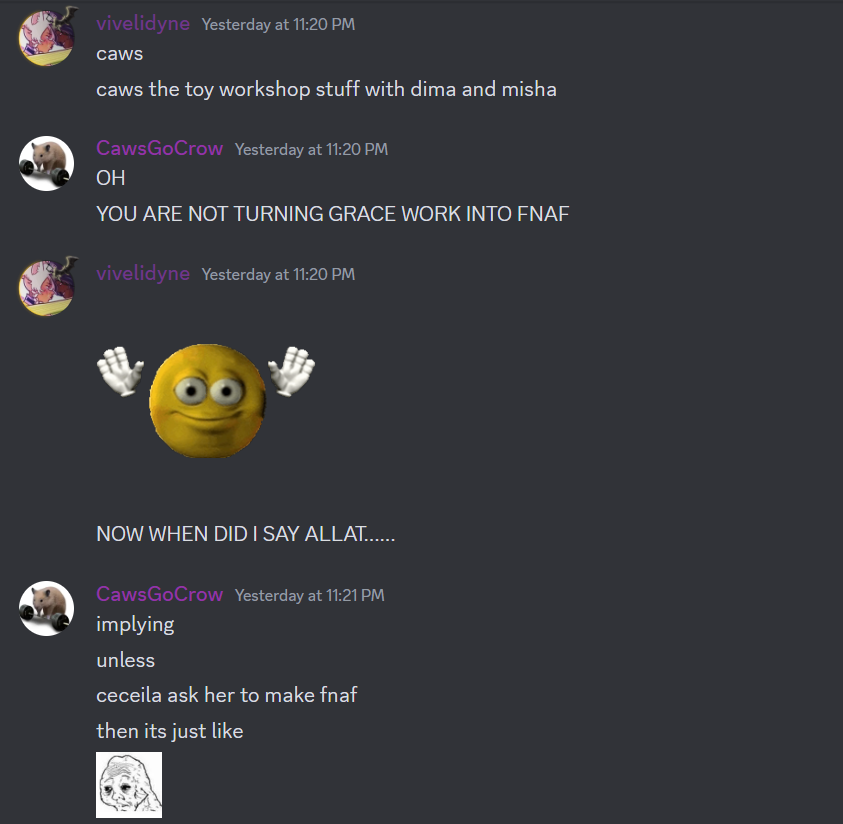 vivelidyne Yesterday at 11:20 PM
caws
caws the toy workshop stuff with dima and misha
CawsGoCrow Yesterday at 11:20 PM
OH
YOU ARE NOT TURNING GRACE WORK INTO FNAF
vivelidyne Yesterday at 11:20 PM
NOW WHEN DID I SAY ALLAT......
CawsGoCrow Yesterday at 11:21 PM
implying
unless
ceceila ask her to make fnaf
then its just like